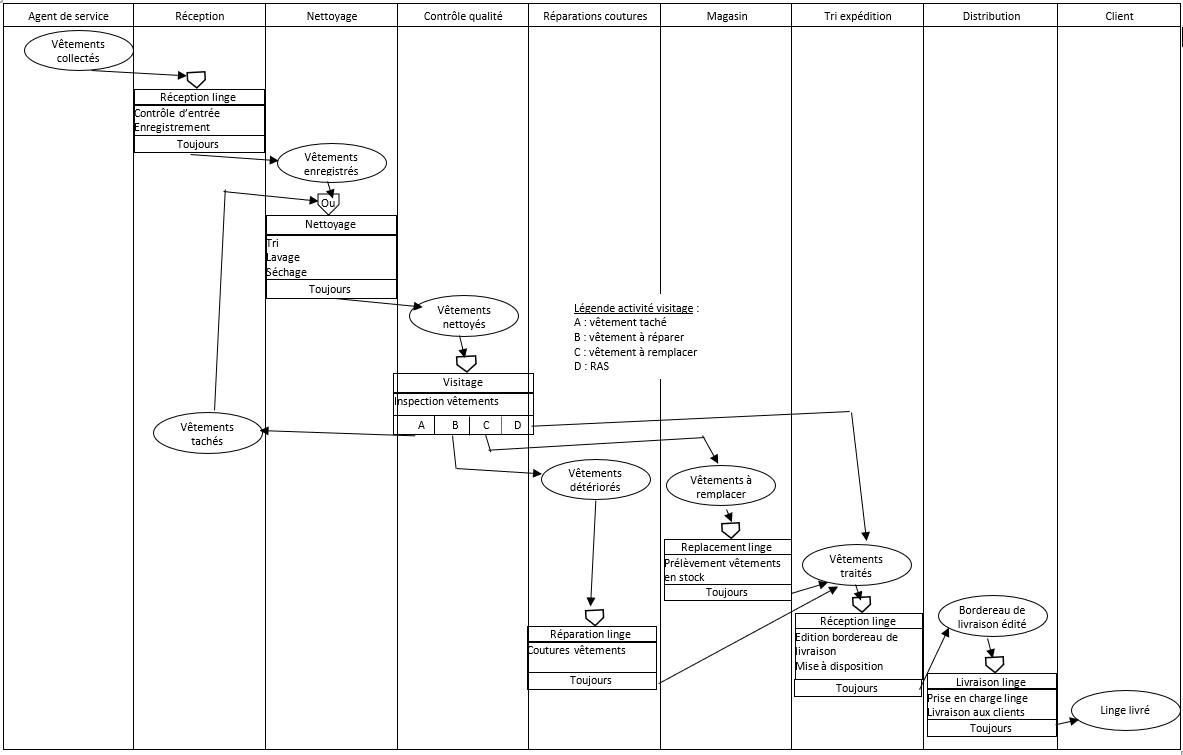 Agent de service
Réception
Nettoyage
Contrôle qualité
Réparations coutures
Magasin
Tri expédition
Distribution
Client
Vêtements
collectés
Réception linge
Contrôle d'entrée
Enregistrement
Toujours
Vêtements
enregistrés
Ou
Nettoyage
Tri
Lavage
Séchage
Toujours
Vêtements
nettoyés
Légende activité visitage :
A : vêtement taché
B : vêtement à réparer
C : vêtement à remplacer
D : RAS
Visitage
Inspection vêtements
A B C D
Vêtements
tachés
Vêtements
détériorés
Vêtements à
remplacer
Replacement linge
Prélèvement vêtements
en stock
Toujours
Vêtements
traités
Réparation linge
Coutures vêtements
Toujours
Réception linge
Edition bordereau de
livraison
Mise à disposition
Toujours
Bordereau de
livraison édité
Livraison linge
Prise en charge linge
Livraison aux clients
Toujours
Linge livré